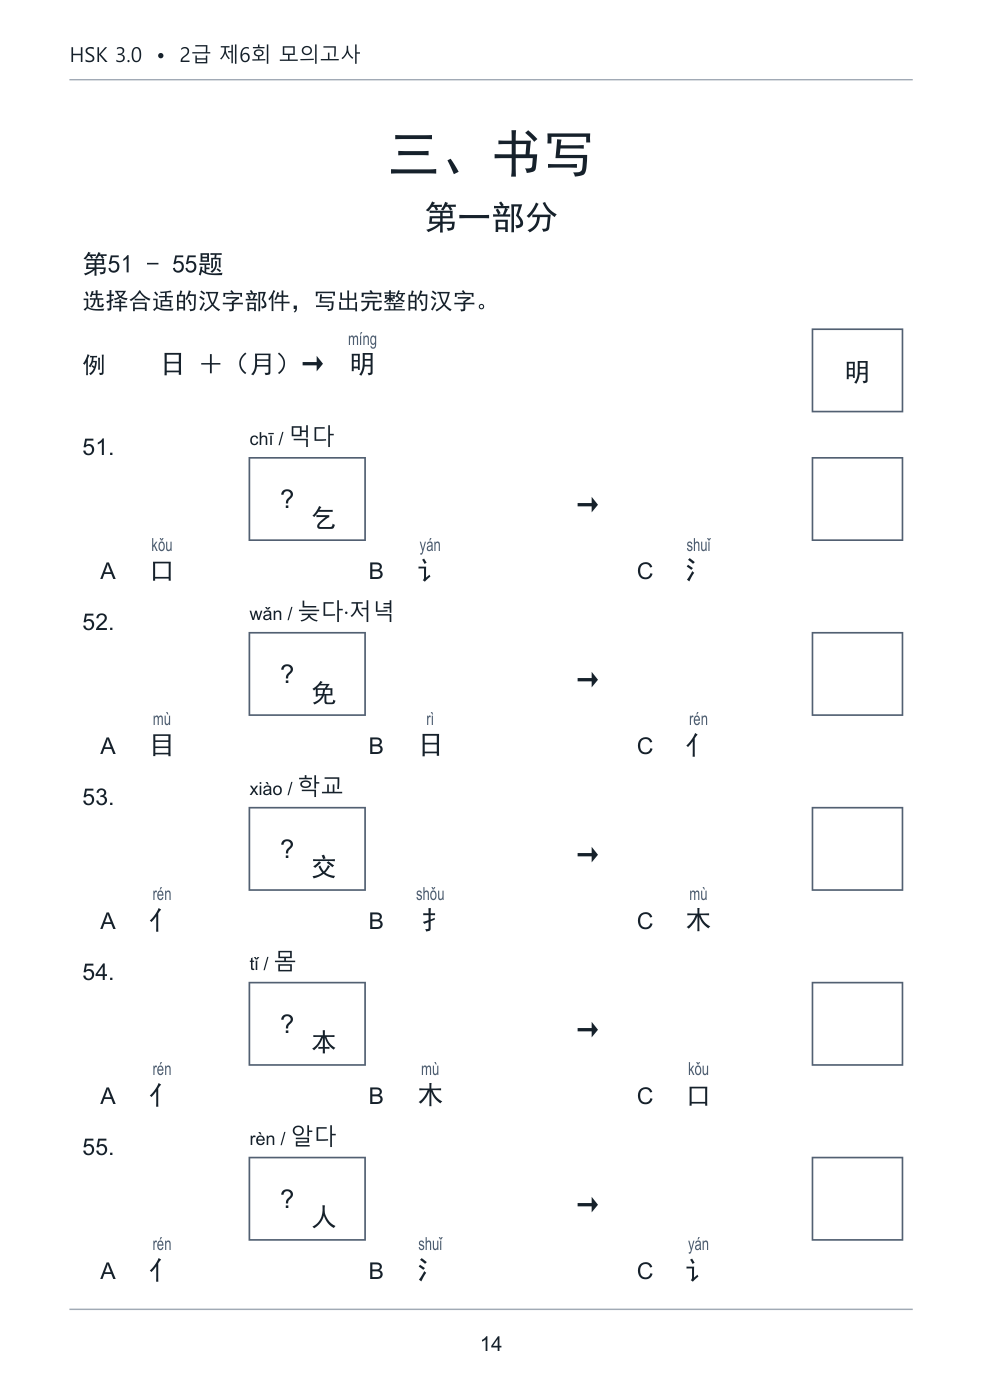 HSK 3.0 • 2급 제6회 모의고사
三、书写
第一部分
第51 － 55题
选择合适的汉字部件，写出完整的汉字。
míng
例 日 ＋（月）➞ 明 明
51. chī / 먹다
? 乞 ➞
kǒu yán shuǐ
A 口 B 讠 C 氵
52. wǎn / 늦다·저녁
? 免 ➞
mù rì rén
A 目 B 日 C 亻
53. xiào / 학교
? 交 ➞
rén shǒu mù
A 亻 B 扌 C 木
54. tǐ / 몸
? 本 ➞
rén mù kǒu
A 亻 B 木 C 口
55. rèn / 알다
? 人 ➞
rén shuǐ yán
A 亻 B 氵 C 讠
14